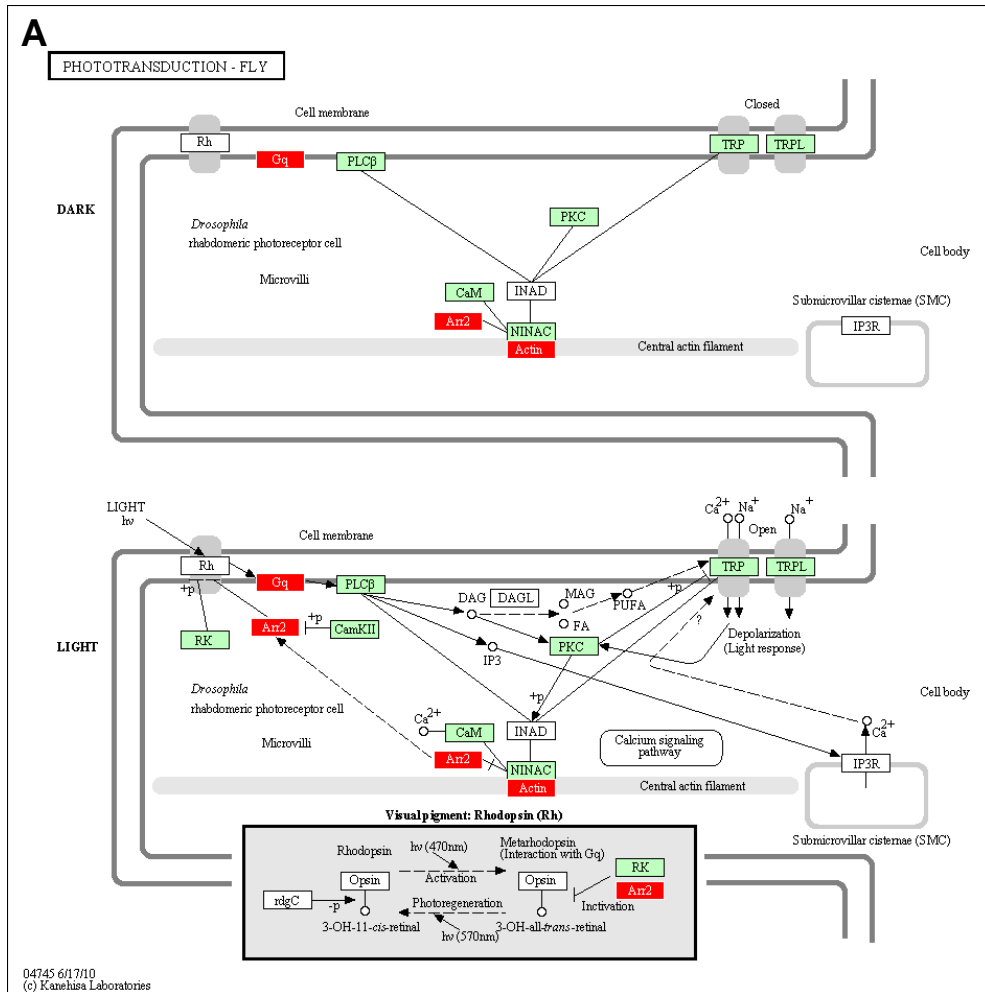 A
PHOTOTRANSDUCTION - FLY
Cell membrane
Closed
Rh
Gq
PLCβ
TRP
TRPL
DARK
PKC
Drosophila
rhabdomeric photoreceptor cell
Cell body
Microvilli
CaM
INAD
Submicrovillar cisternae (SMC)
Arr2
NINAC
IP3R
Actin
Central actin filament
LIGHT
hν
Ca2+
Na+
Na+
Open
Cell membrane
Rh
Gq
PLCβ
TRP
TRPL
+p
+p
DAG
DAGL
MAG
PUFA
FA
Arr2
+p
CamKII
RK
PKC
IP3
?
Depolarization
(Light response)
LIGHT
Drosophila
rhabdomeric photoreceptor cell
+p
Cell body
Microvilli
Ca2+
CaM
INAD
Calcium signaling
pathway
Ca2+
Arr2
NINAC
IP3R
Actin
Central actin filament
Submicrovillar cisternae (SMC)
Visual pigment: Rhodopsin (Rh)
Rhodopsin
hν (470nm)
Metarhodopsin
(Interaction with Gq)
RK
Opsin
Activation
Opsin
Arr2
rdgC
-p
Photoregeneration
Inctivation
3-OH-11-cis-retinal
hν (570nm)
3-OH-all-trans-retinal
04745 6/17/10
(c) Kanehisa Laboratories